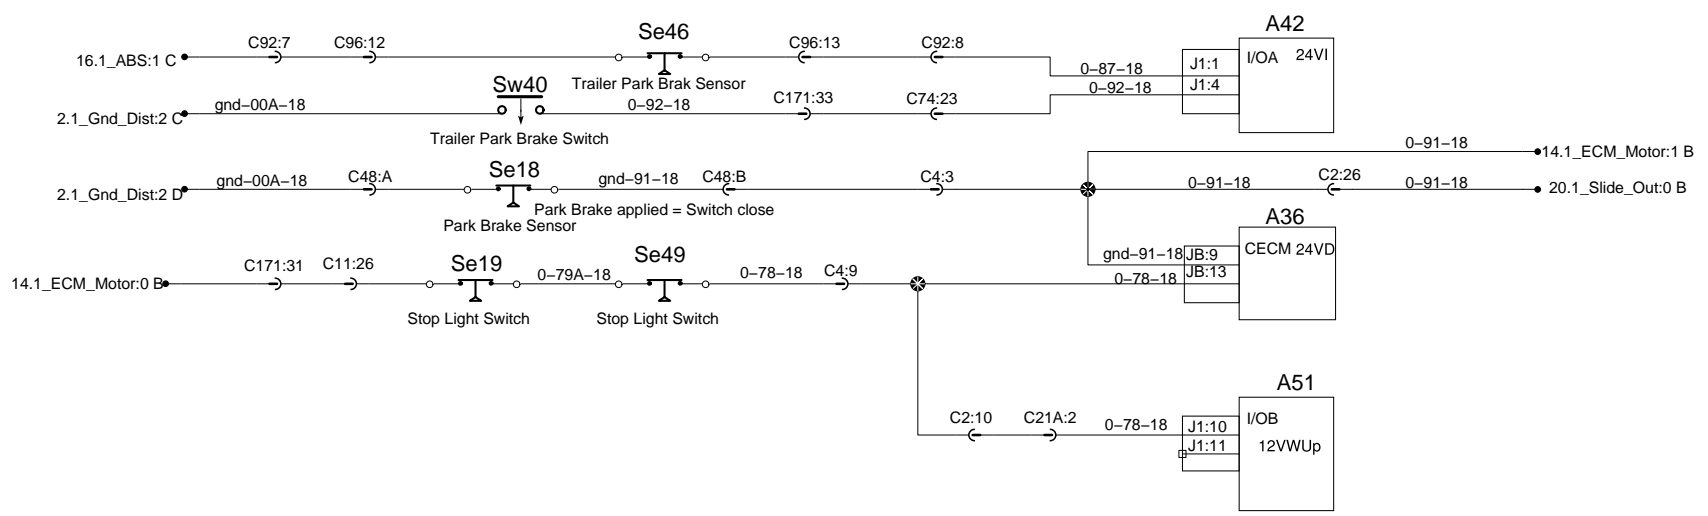 A42
Se46
C92:7 C96:12 C96:13 C92:8
16.1_ABS:1 C
I/OA 24VI
J1:1
0-87-18
Trailer Park Brak Sensor
Sw40
J1:4
0-92-18
gnd-00A-18 0-92-18 C171:33 C74:23
2.1_Gnd_Dist:2 C
Trailer Park Brake Switch
0-91-18
14.1_ECM_Motor:1 B
Se18
gnd-00A-18 C48:A gnd-91-18 C48:B C4:3 0-91-18 C2:26 0-91-18
2.1_Gnd_Dist:2 D
20.1_Slide_Out:0 B
Park Brake applied = Switch close
Park Brake Sensor
A36
CECM 24VD
gnd-91-18 JB:9
Se19 Se49
C171:31 C11:26 0-79A-18 0-78-18 C4:9 0-78-18 JB:13
14.1_ECM_Motor:0 B
Stop Light Switch Stop Light Switch
A51
C2:10 C21A:2 0-78-18 J1:10 I/OB
J1:11 12VWUp